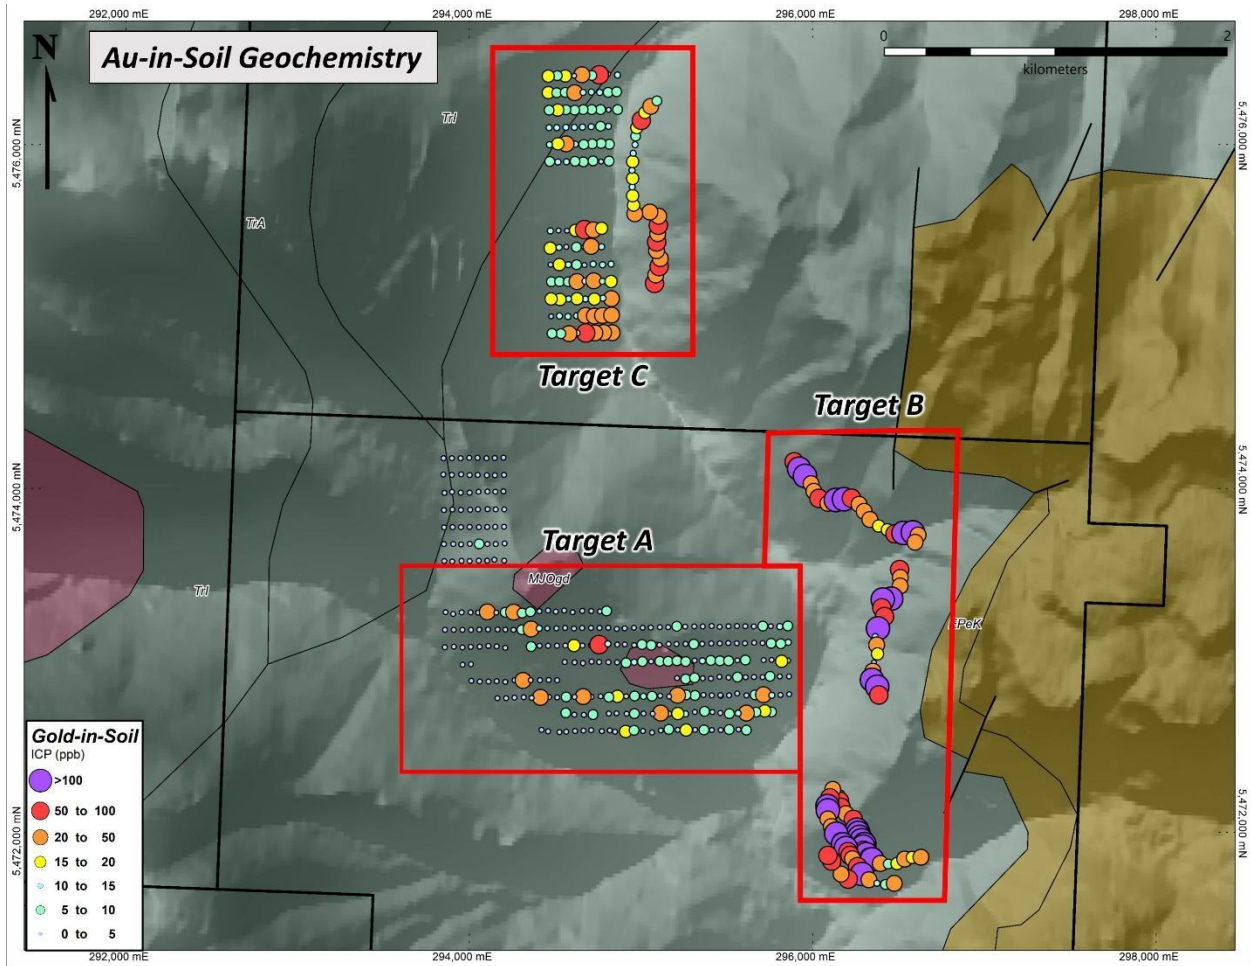 292,000 mE
294,000 mE
296,000 mE
298,000 mE
Au-in-Soil Geochemistry
N
0
2
kilometers
5,476,000 mN
5,476,000 mN
TrI
TrA
Target C
Target B
5,474,000 mN
5,474,000 mN
Target A
MJOgd
TrI
EPeK
Gold-in-Soil
ICP (ppb)
>100
50 to 100
20 to 50
15 to 20
10 to 15
5 to 10
0 to 5
5,472,000 mN
5,472,000 mN
292,000 mE
294,000 mE
296,000 mE
298,000 mE